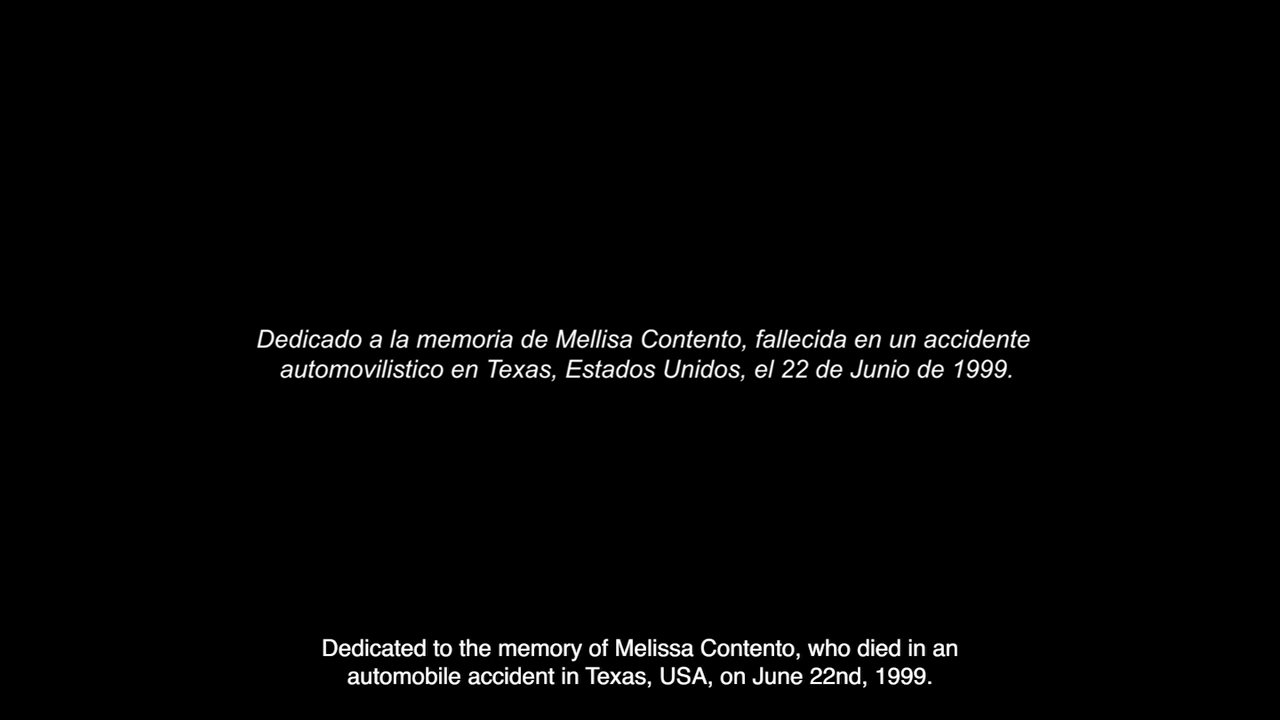 Dedicado a la memoria de Mellisa Contento, fallecida en un accidente
automovilistico en Texas, Estados Unidos, el 22 de Junio de 1999.
Dedicated to the memory of Melissa Contento, who died in an
automobile accident in Texas, USA, on June 22nd, 1999.